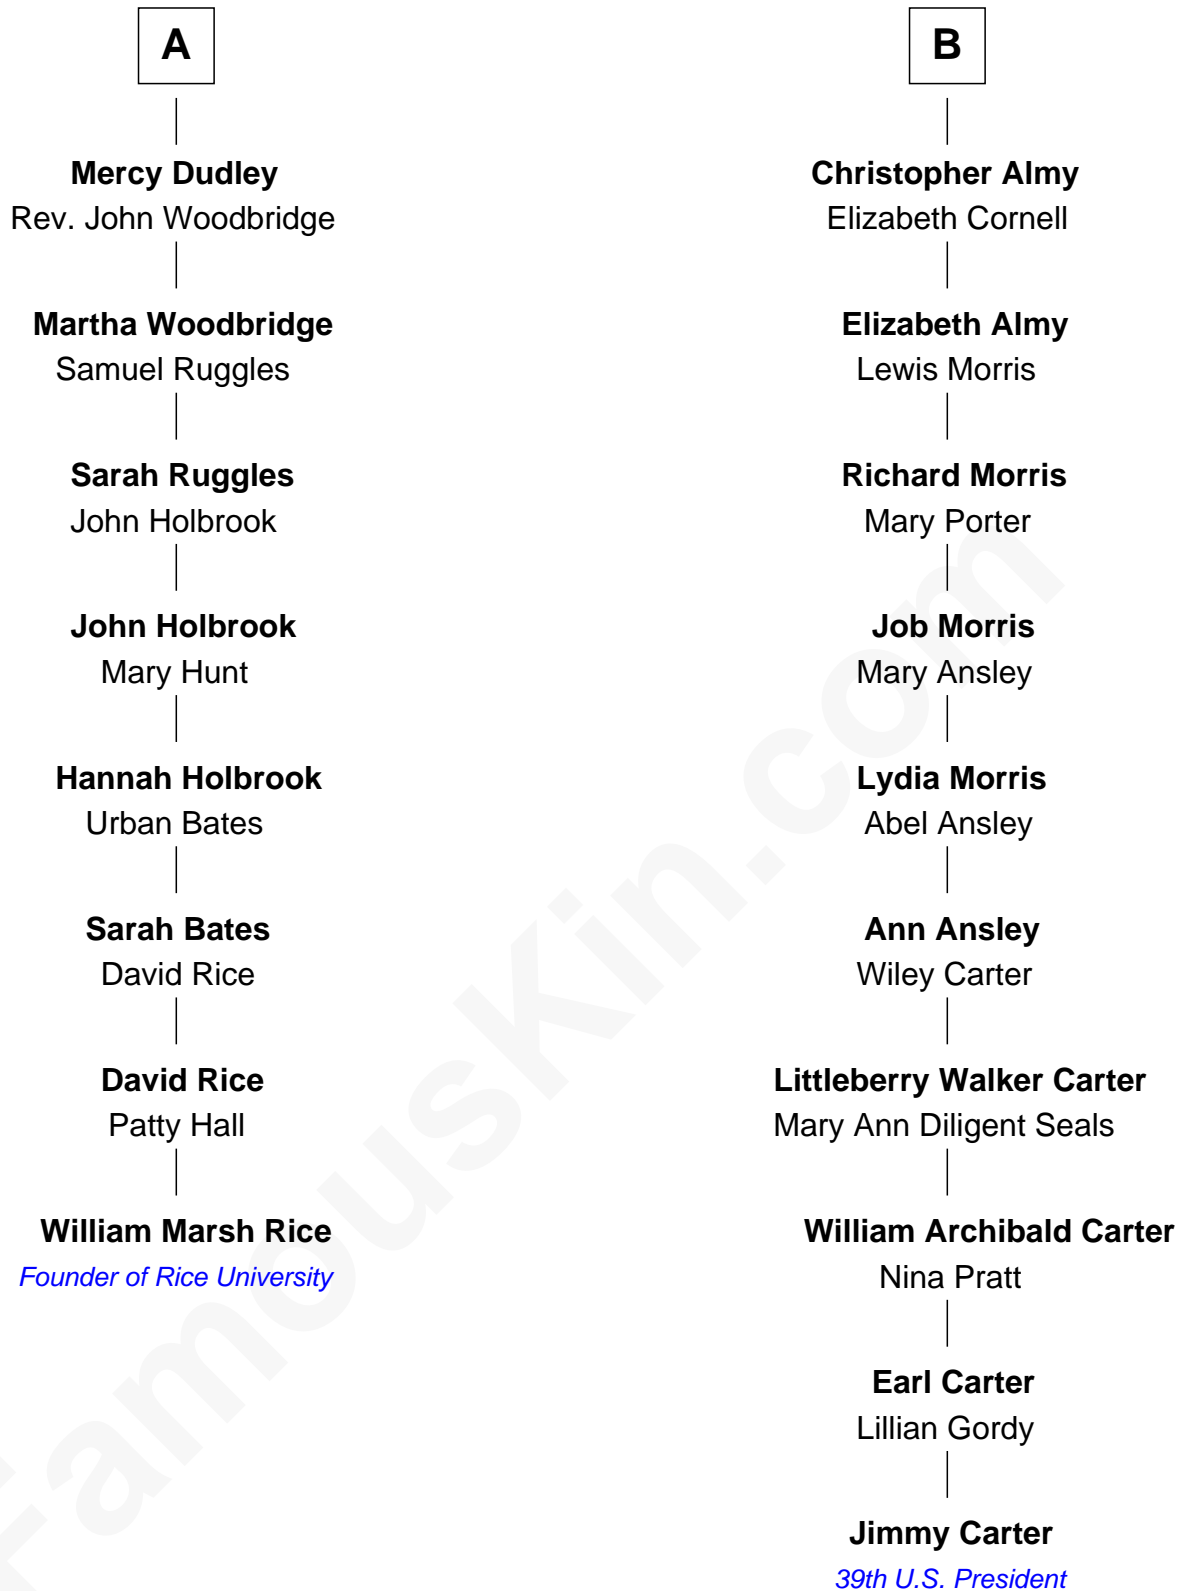 A
Mercy Dudley
Rev. John Woodbridge
Martha Woodbridge
Samuel Ruggles
Sarah Ruggles
John Holbrook
John Holbrook
Mary Hunt
Hannah Holbrook
Urban Bates
Sarah Bates
David Rice
David Rice
Patty Hall
William Marsh Rice
Founder of Rice University
B
Christopher Almy
Elizabeth Cornell
Elizabeth Almy
Lewis Morris
Richard Morris
Mary Porter
Job Morris
Mary Ansley
Lydia Morris
Abel Ansley
Ann Ansley
Wiley Carter
Littleberry Walker Carter
Mary Ann Diligent Seals
William Archibald Carter
Nina Pratt
Earl Carter
Lillian Gordy
Jimmy Carter
39th U.S. President
FamousKin.com